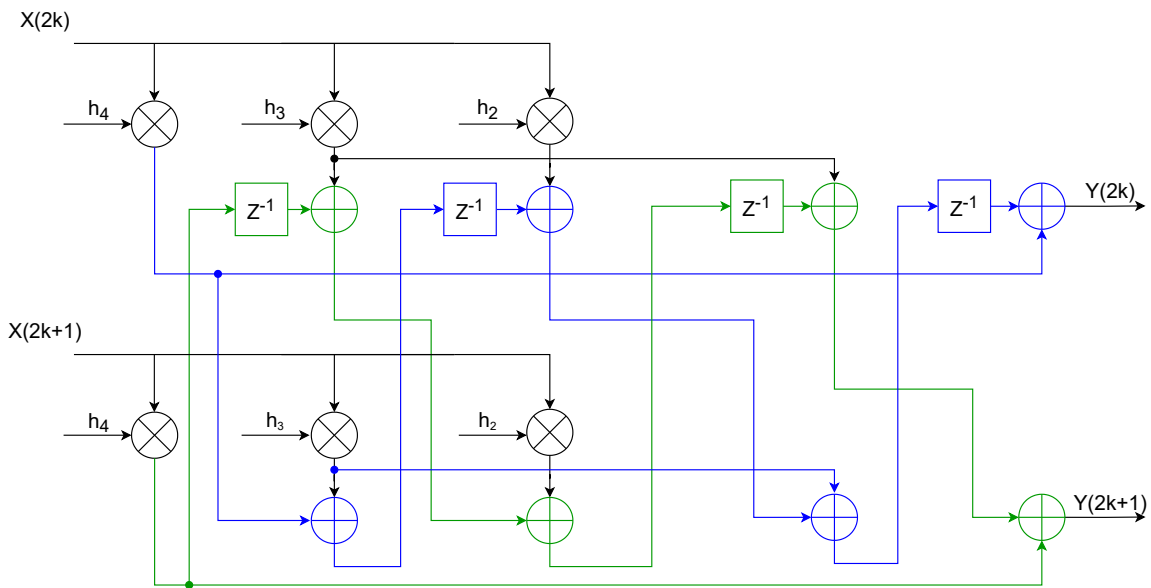 X(2k)
h₄
h₃
h₂
Z⁻¹
Z⁻¹
Z⁻¹
Z⁻¹
Y(2k)
X(2k+1)
h₄
h₃
h₂
Y(2k+1)